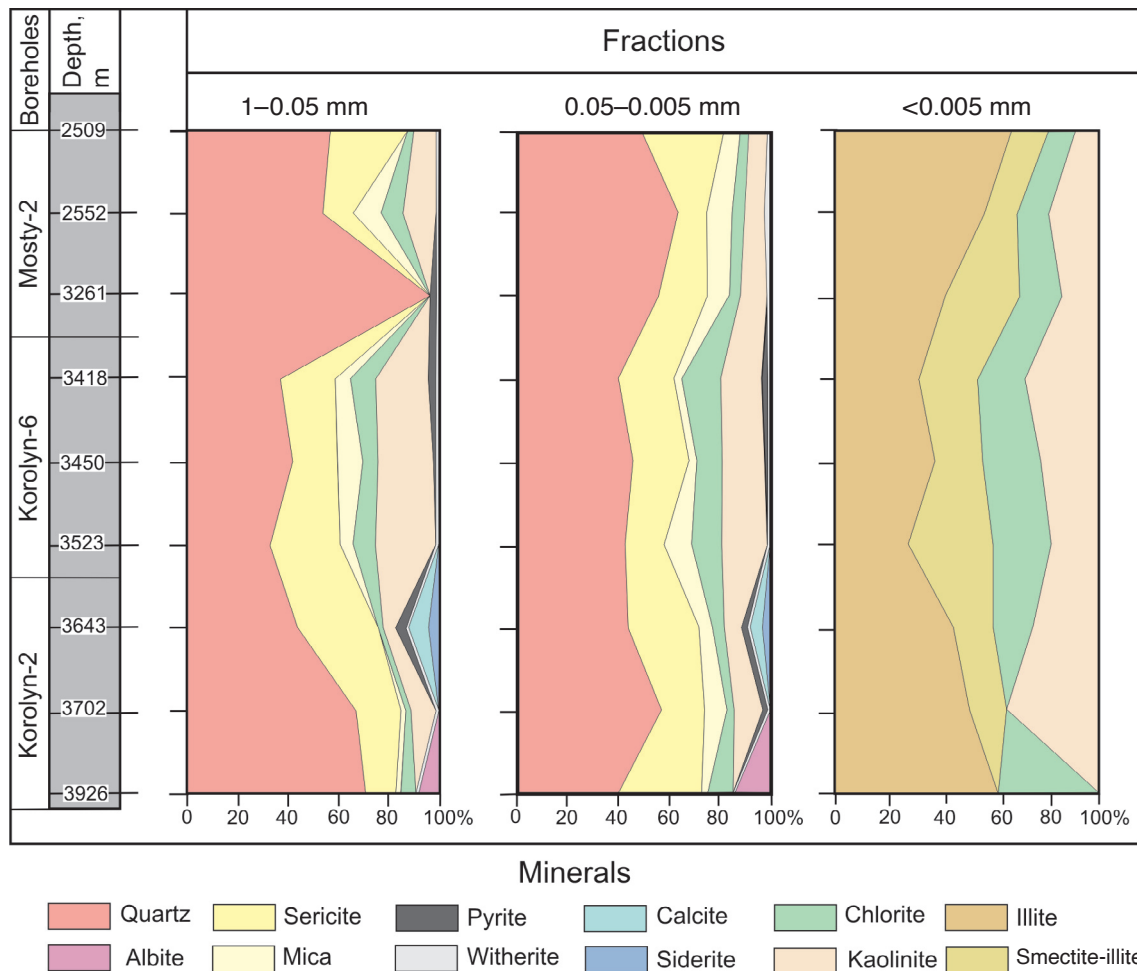 Boreholes
Depth,
m
Fractions
1–0.05 mm
0.05–0.005 mm
<0.005 mm
Mosty-2
Korolyn-6
Korolyn-2
2509
2552
3261
3418
3450
3523
3643
3702
3926
0 20 40 60 80 100%
0 20 40 60 80 100%
0 20 40 60 80 100%
Minerals
Quartz Sericite Pyrite Calcite Chlorite Illite
Albite Mica Witherite Siderite Kaolinite Smectite-illite